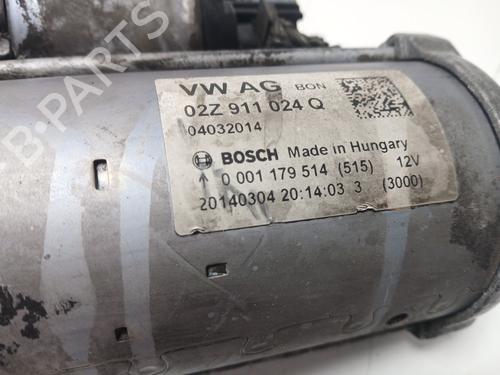 VW AG BON
02Z 911 024 Q
04032014
BOSCH Made in Hungary
0 001 179 514 (515) 12V
20140304 20:14:03 3 (3000)
B-PARTS